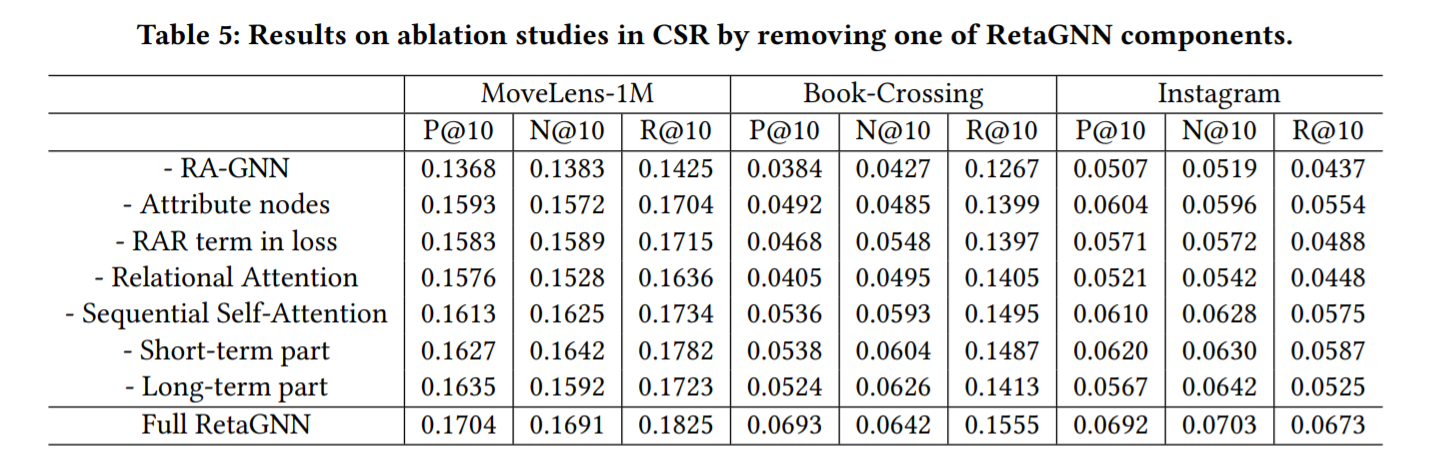 Table 5: Results on ablation studies in CSR by removing one of RetaGNN components.
MoveLens-1M Book-Crossing Instagram
P@10 N@10 R@10 P@10 N@10 R@10 P@10 N@10 R@10
- RA-GNN 0.1368 0.1383 0.1425 0.0384 0.0427 0.1267 0.0507 0.0519 0.0437
- Attribute nodes 0.1593 0.1572 0.1704 0.0492 0.0485 0.1399 0.0604 0.0596 0.0554
- RAR term in loss 0.1583 0.1589 0.1715 0.0468 0.0548 0.1397 0.0571 0.0572 0.0488
- Relational Attention 0.1576 0.1528 0.1636 0.0405 0.0495 0.1405 0.0521 0.0542 0.0448
- Sequential Self-Attention 0.1613 0.1625 0.1734 0.0536 0.0593 0.1495 0.0610 0.0628 0.0575
- Short-term part 0.1627 0.1642 0.1782 0.0538 0.0604 0.1487 0.0620 0.0630 0.0587
- Long-term part 0.1635 0.1592 0.1723 0.0524 0.0626 0.1413 0.0567 0.0642 0.0525
Full RetaGNN 0.1704 0.1691 0.1825 0.0693 0.0642 0.1555 0.0692 0.0703 0.0673